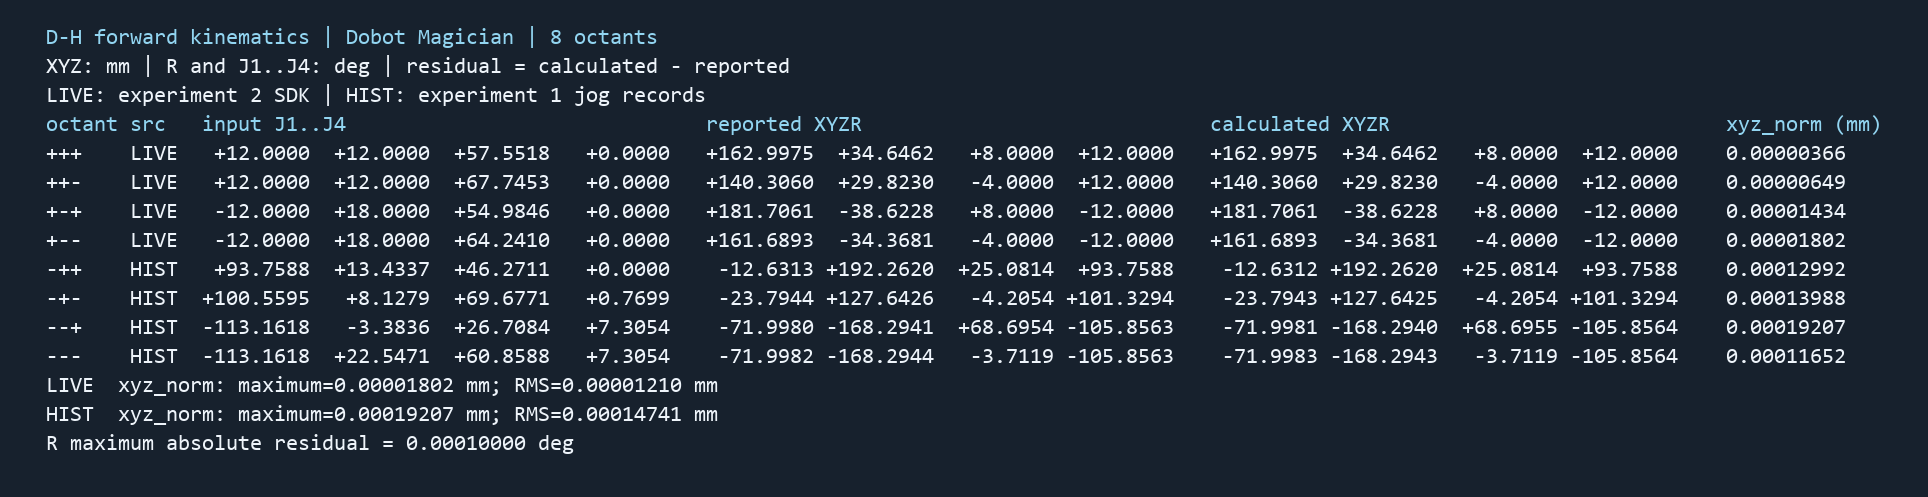 D-H forward kinematics | Dobot Magician | 8 octants
XYZ: mm | R and J1..J4: deg | residual = calculated - reported
LIVE: experiment 2 SDK | HIST: experiment 1 jog records
octant src   input J1..J4                              reported XYZR                             calculated XYZR                            xyz_norm (mm)
+++    LIVE   +12.0000  +12.0000  +57.5518   +0.0000   +162.9975  +34.6462   +8.0000  +12.0000   +162.9975  +34.6462   +8.0000  +12.0000    0.00000366
++-    LIVE   +12.0000  +12.0000  +67.7453   +0.0000   +140.3060  +29.8230   -4.0000  +12.0000   +140.3060  +29.8230   -4.0000  +12.0000    0.00000649
+-+    LIVE   -12.0000  +18.0000  +54.9846   +0.0000   +181.7061  -38.6228   +8.0000  -12.0000   +181.7061  -38.6228   +8.0000  -12.0000    0.00001434
+--    LIVE   -12.0000  +18.0000  +64.2410   +0.0000   +161.6893  -34.3681   -4.0000  -12.0000   +161.6893  -34.3681   -4.0000  -12.0000    0.00001802
-++    HIST   +93.7588  +13.4337  +46.2711   +0.0000    -12.6313 +192.2620  +25.0814  +93.7588    -12.6312 +192.2620  +25.0814  +93.7588    0.00012992
-+-    HIST  +100.5595   +8.1279  +69.6771   +0.7699    -23.7944 +127.6426   -4.2054 +101.3294    -23.7943 +127.6425   -4.2054 +101.3294    0.00013988
--+    HIST  -113.1618   -3.3836  +26.7084   +7.3054    -71.9980 -168.2941  +68.6954 -105.8563    -71.9981 -168.2940  +68.6955 -105.8564    0.00019207
---    HIST  -113.1618  +22.5471  +60.8588   +7.3054    -71.9982 -168.2944   -3.7119 -105.8563    -71.9983 -168.2943   -3.7119 -105.8564    0.00011652
LIVE  xyz_norm: maximum=0.00001802 mm; RMS=0.00001210 mm
HIST  xyz_norm: maximum=0.00019207 mm; RMS=0.00014741 mm
R maximum absolute residual = 0.00010000 deg